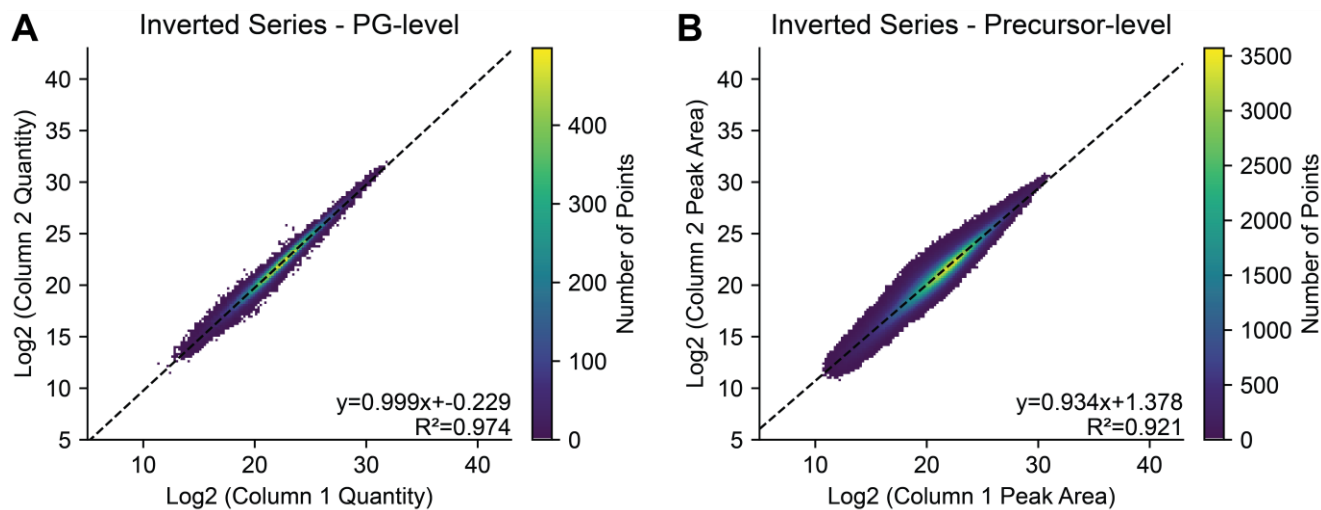 A
Inverted Series - PG-level
Log2 (Column 2 Quantity)
40
35
30
25
20
15
10
5
10
20
30
40
Log2 (Column 1 Quantity)
y=0.999x+-0.229
R²=0.974
400
300
200
100
0
Number of Points
B
Inverted Series - Precursor-level
Log2 (Column 2 Peak Area)
40
35
30
25
20
15
10
5
10
20
30
40
Log2 (Column 1 Peak Area)
y=0.934x+1.378
R²=0.921
3500
3000
2500
2000
1500
1000
500
0
Number of Points